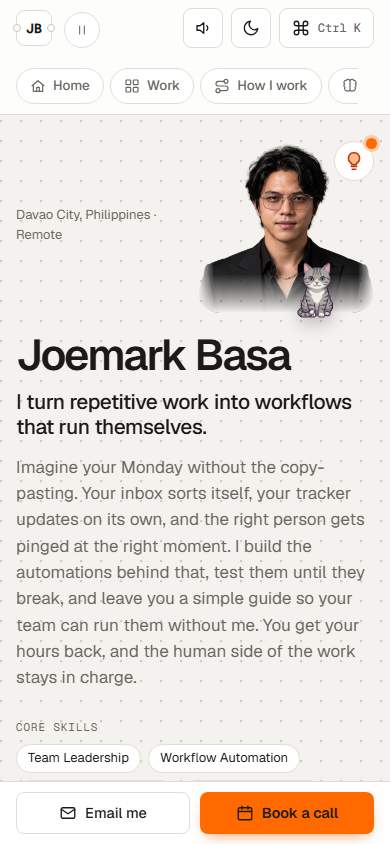 JB
Ctrl K
Home
Work
How I work
Davao City, Philippines ·
Remote
Joemark Basa
I turn repetitive work into workflows
that run themselves.
Imagine your Monday without the copy-
pasting. Your inbox sorts itself, your tracker
updates on its own, and the right person gets
pinged at the right moment. I build the
automations behind that, test them until they
break, and leave you a simple guide so your
team can run them without me. You get your
hours back, and the human side of the work
stays in charge.
CORE SKILLS
Team Leadership
Workflow Automation
Email me
Book a call